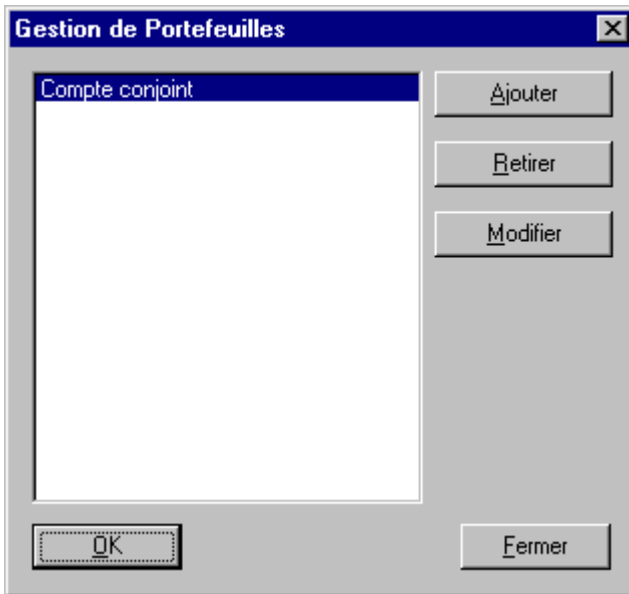 Gestion de Portefeuilles
Compte conjoint
Ajouter
Retirer
Modifier
OK
Fermer